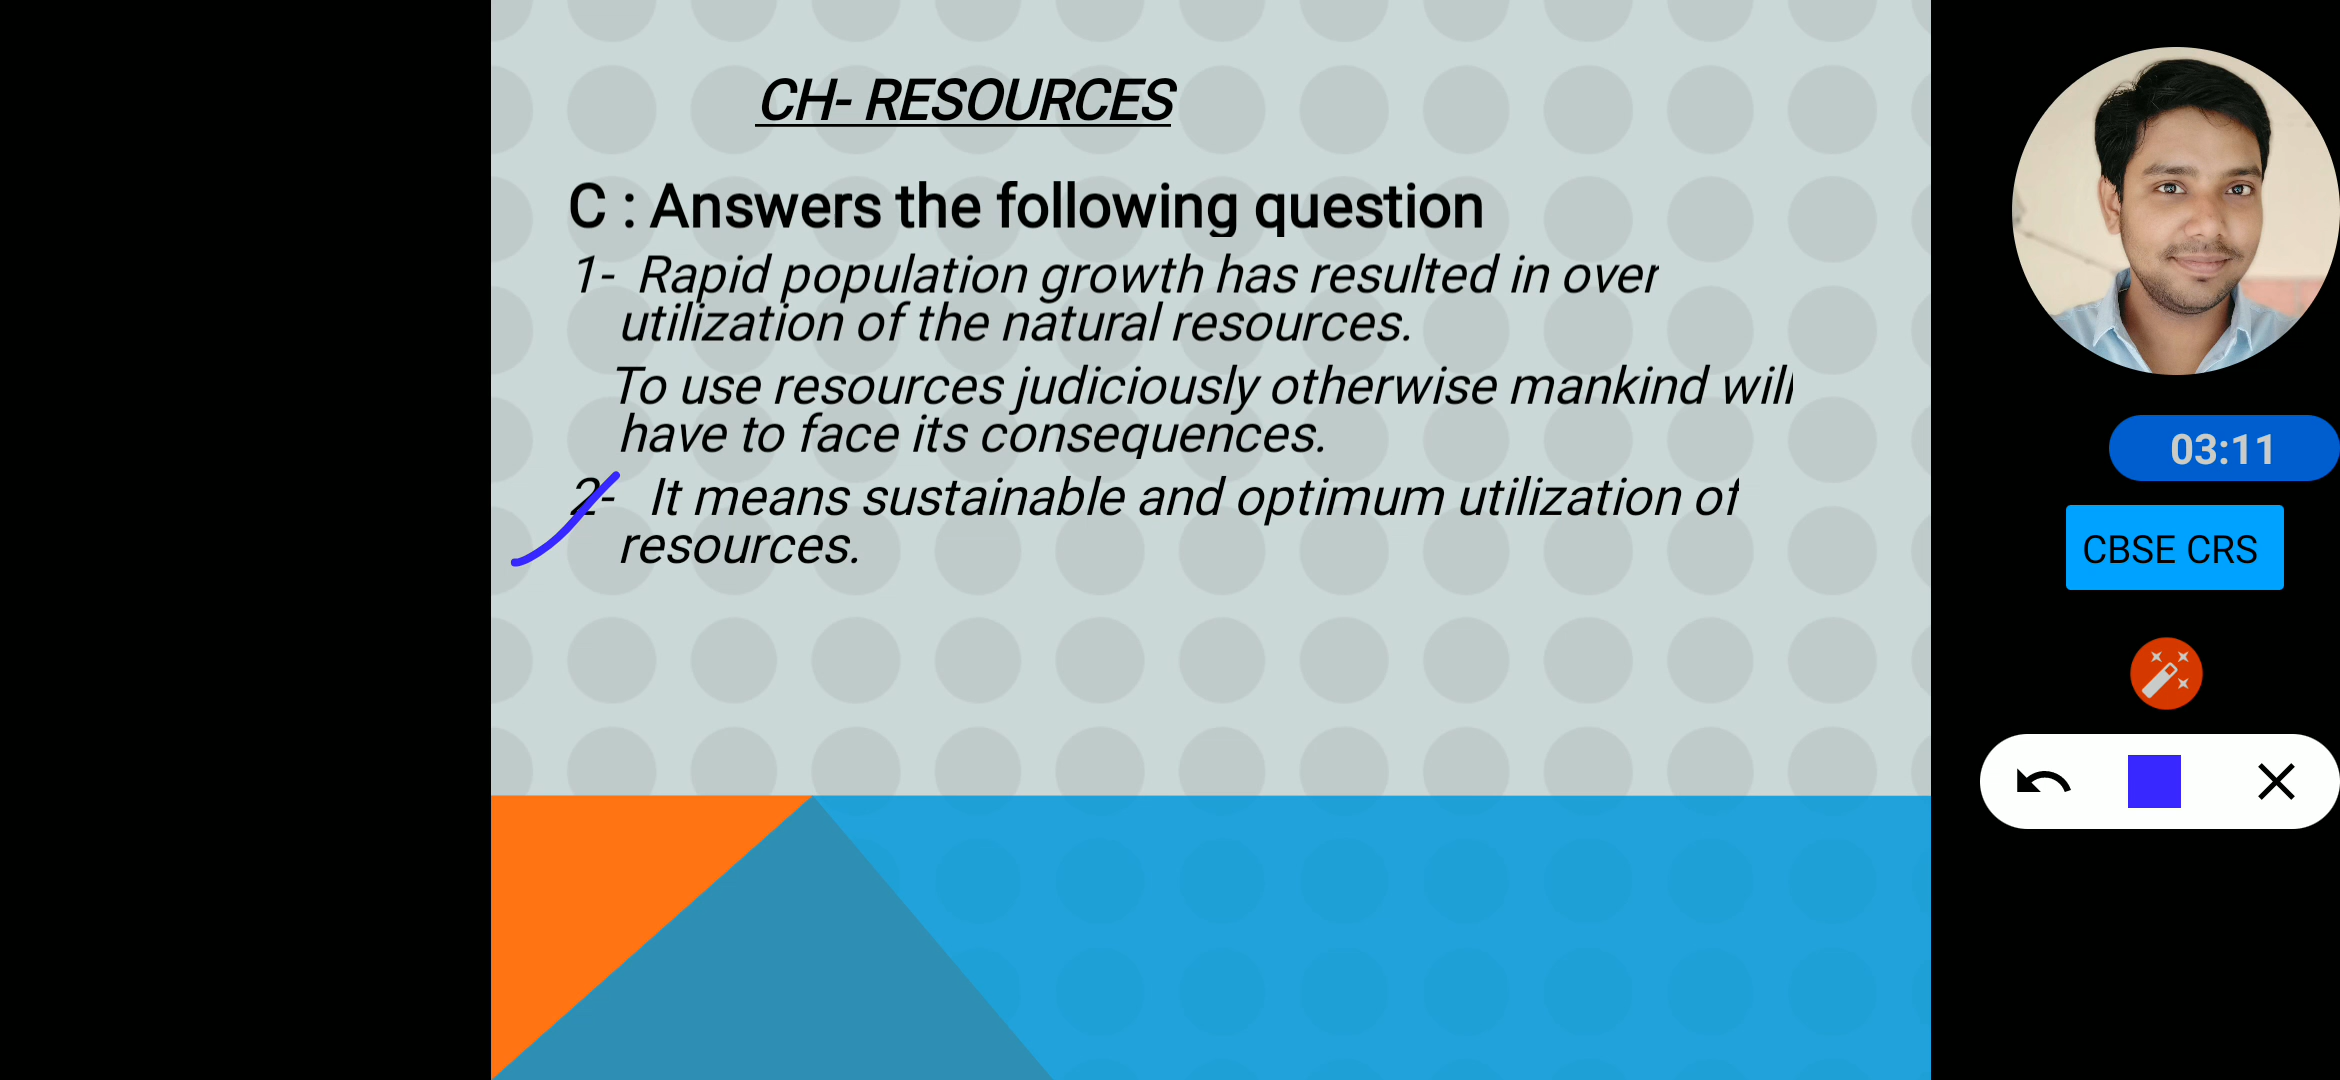 CH- RESOURCES
C : Answers the following question
1- Rapid population growth has resulted in over
utilization of the natural resources.
To use resources judiciously otherwise mankind will
have to face its consequences.
2- It means sustainable and optimum utilization of
resources.
03:11
CBSE CRS